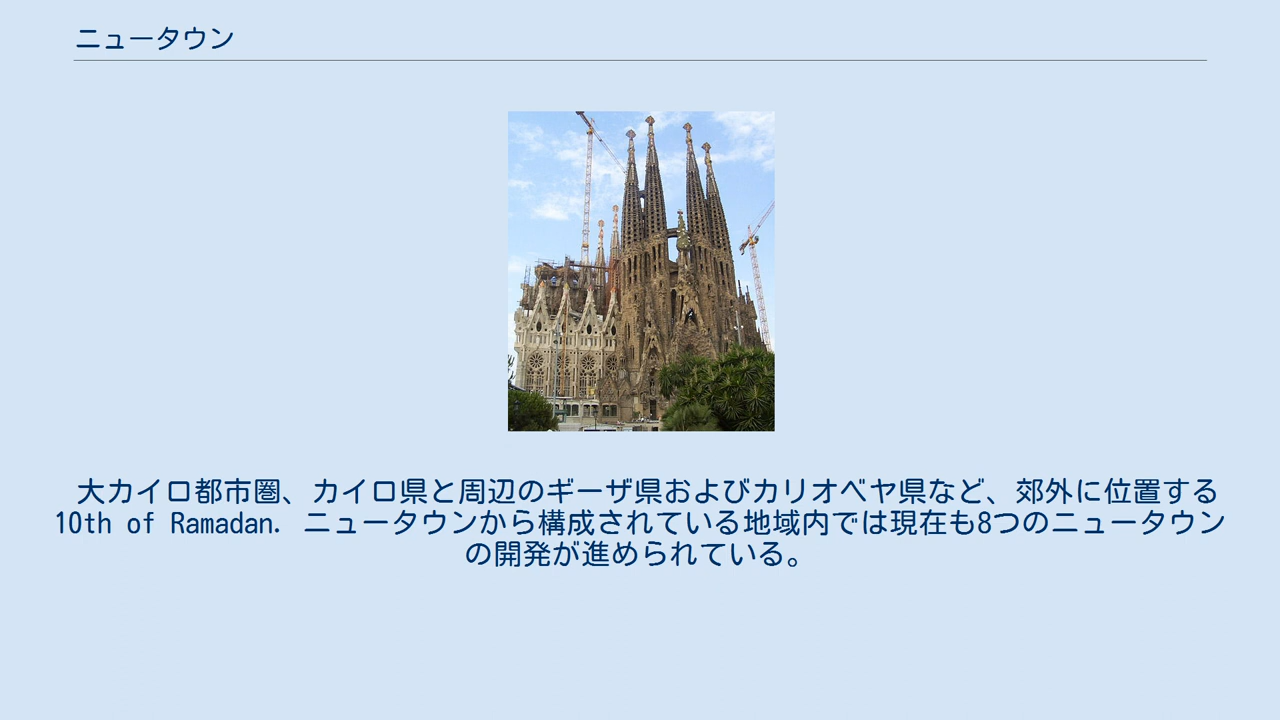 ニュータウン
大カイロ都市圏、カイロ県と周辺のギーザ県およびカリオベヤ県など、郊外に位置する
10th of Ramadan. ニュータウンから構成されている地域内では現在も8つのニュータウン
の開発が進められている。